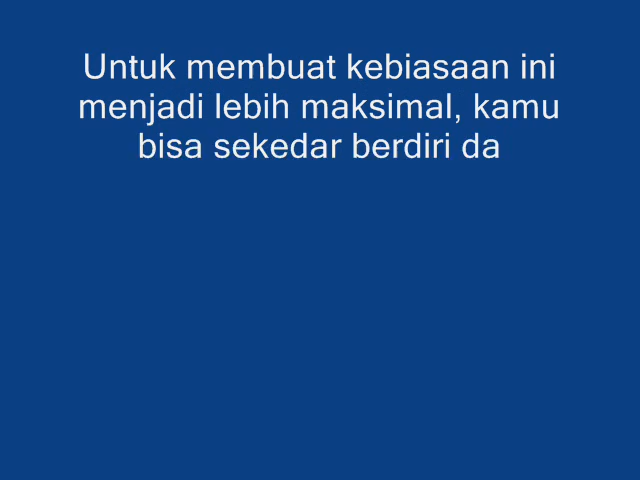 Untuk membuat kebiasaan ini
menjadi lebih maksimal, kamu
bisa sekedar berdiri da